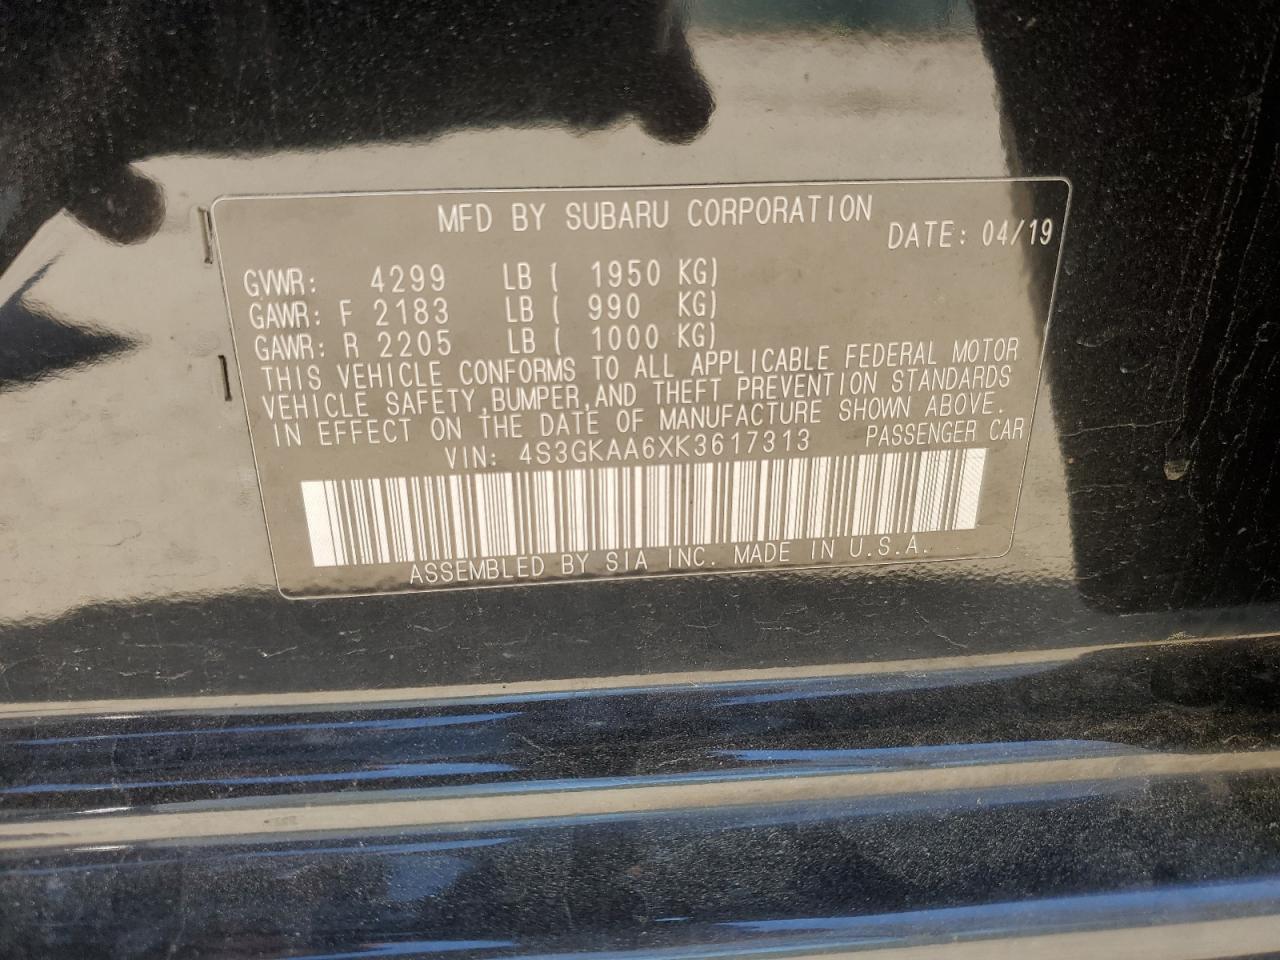 MFD BY SUBARU CORPORATION
DATE: 04/19
GVWR: 4299 LB ( 1950 KG)
GAWR: F 2183 LB ( 990 KG)
GAWR: R 2205 LB ( 1000 KG)
THIS VEHICLE CONFORMS TO ALL APPLICABLE FEDERAL MOTOR
VEHICLE SAFETY, BUMPER, AND THEFT PREVENTION STANDARDS
IN EFFECT ON THE DATE OF MANUFACTURE SHOWN ABOVE.
VIN: 4S3GKAA6XK3617313 PASSENGER CAR
ASSEMBLED BY SIA INC. MADE IN U.S.A.